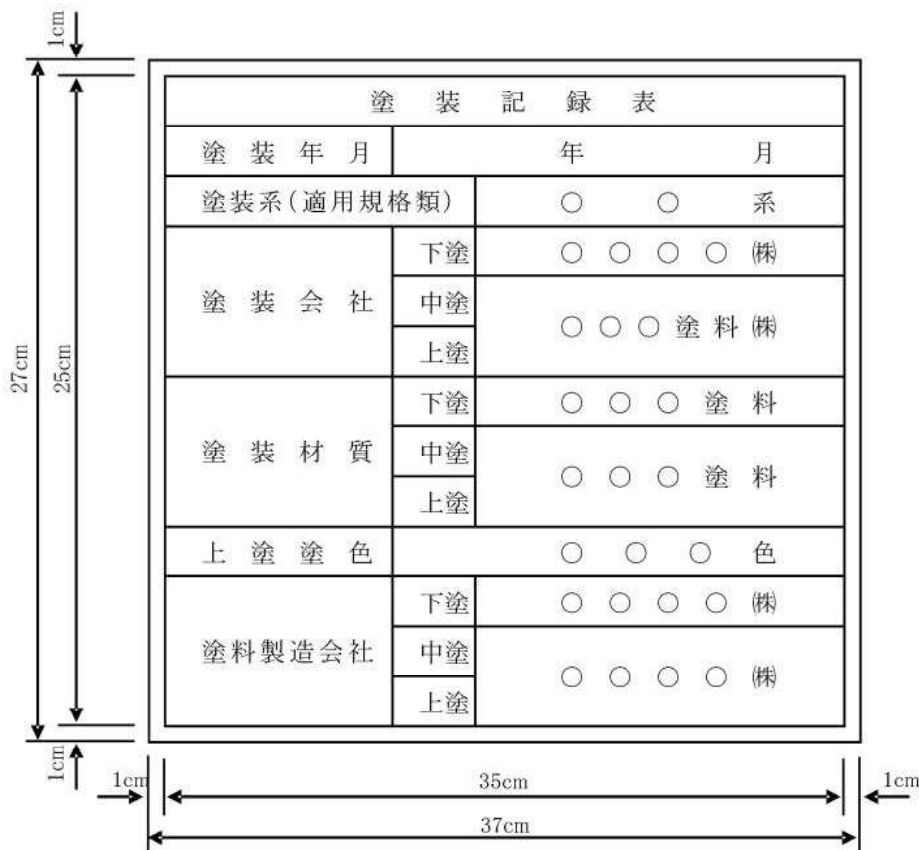 1cm
塗装記録表
塗装年月 年 月
塗装系(適用規格類) ○ ○ 系
下塗 ○○○○㈱
塗装会社 中塗 ○○○塗料㈱
上塗
27cm 25cm
下塗 ○○○塗料
塗装材質 中塗 ○○○塗料
上塗
上塗塗色 ○○○色
下塗 ○○○○㈱
塗料製造会社 中塗 ○○○○㈱
上塗
1cm
1cm 35cm 1cm
37cm